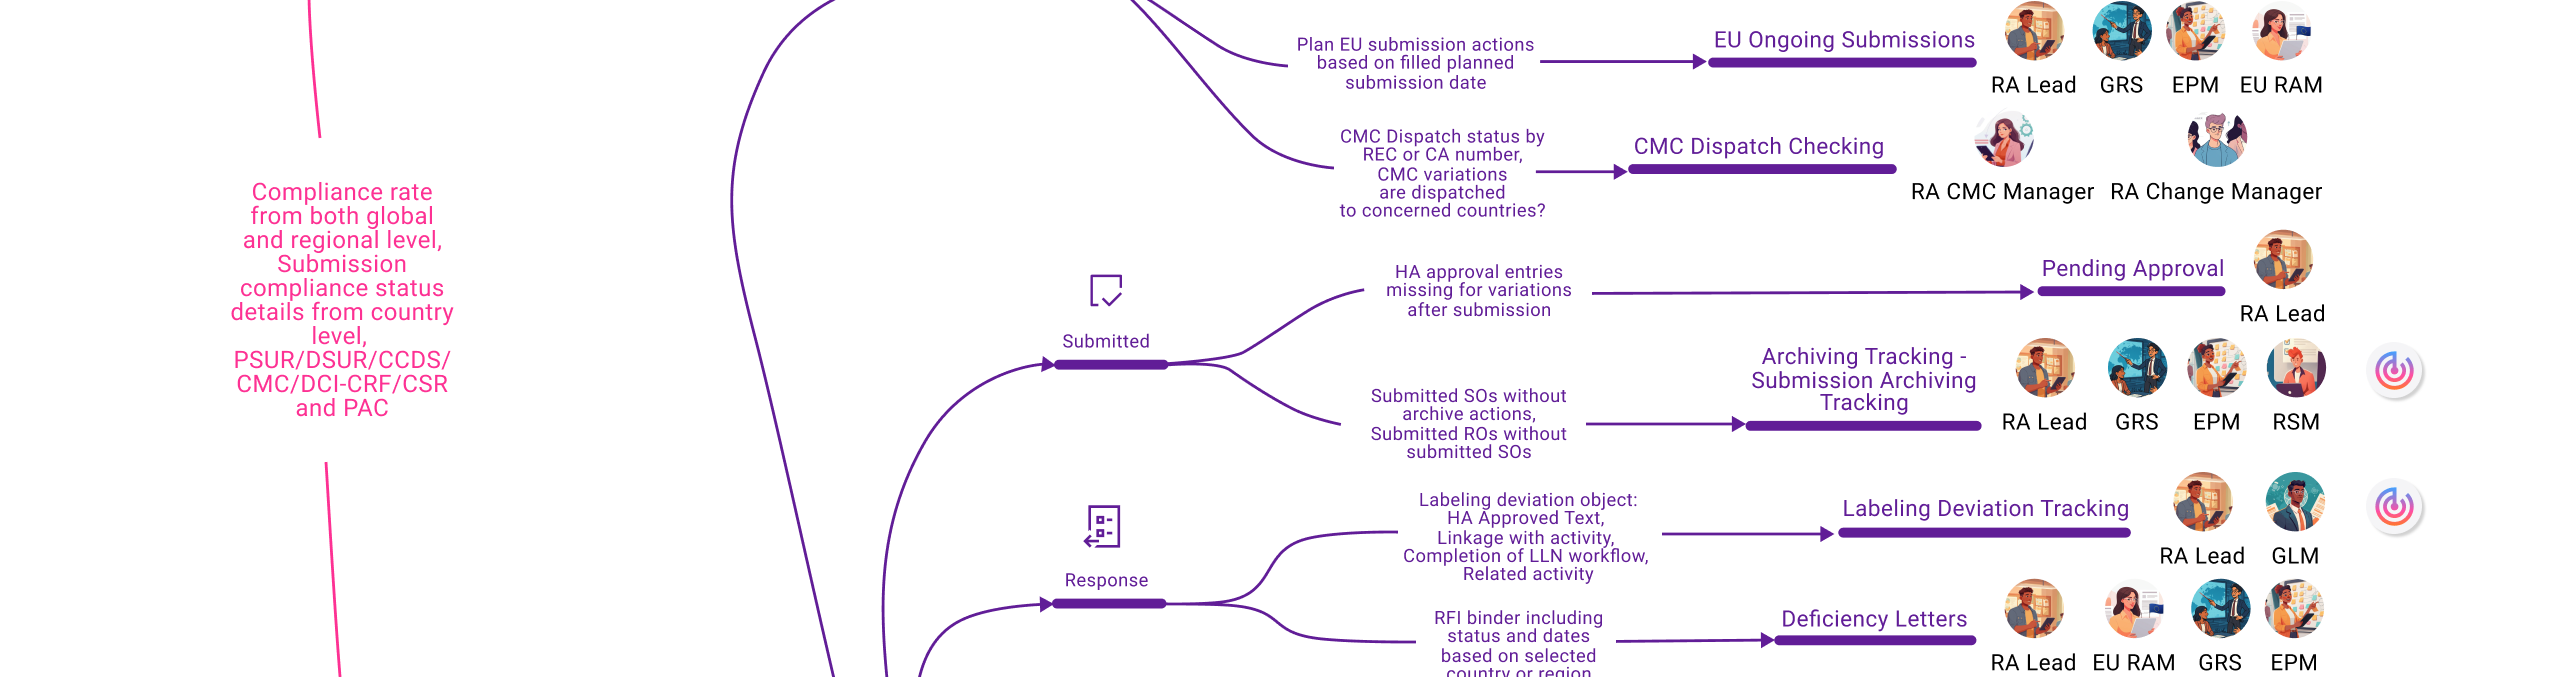 Plan EU submission actions
based on filled planned
submission date
EU Ongoing Submissions
RA Lead
GRS
EPM
EU RAM
CMC Dispatch status by
REC or CA number,
CMC variations
are dispatched
to concerned countries?
CMC Dispatch Checking
RA CMC Manager
RA Change Manager
Compliance rate
from both global
and regional level,
Submission
compliance status
details from country
level,
PSUR/DSUR/CCDS/
CMC/DCI-CRF/CSR
and PAC
Submitted
HA approval entries
missing for variations
after submission
Pending Approval
RA Lead
Submitted SOs without
archive actions,
Submitted ROs without
submitted SOs
Archiving Tracking -
Submission Archiving
Tracking
RA Lead
GRS
EPM
RSM
Response
Labeling deviation object:
HA Approved Text,
Linkage with activity,
Completion of LLN workflow,
Related activity
Labeling Deviation Tracking
RA Lead
GLM
RFI binder including
status and dates
based on selected
country or region
Deficiency Letters
RA Lead
EU RAM
GRS
EPM